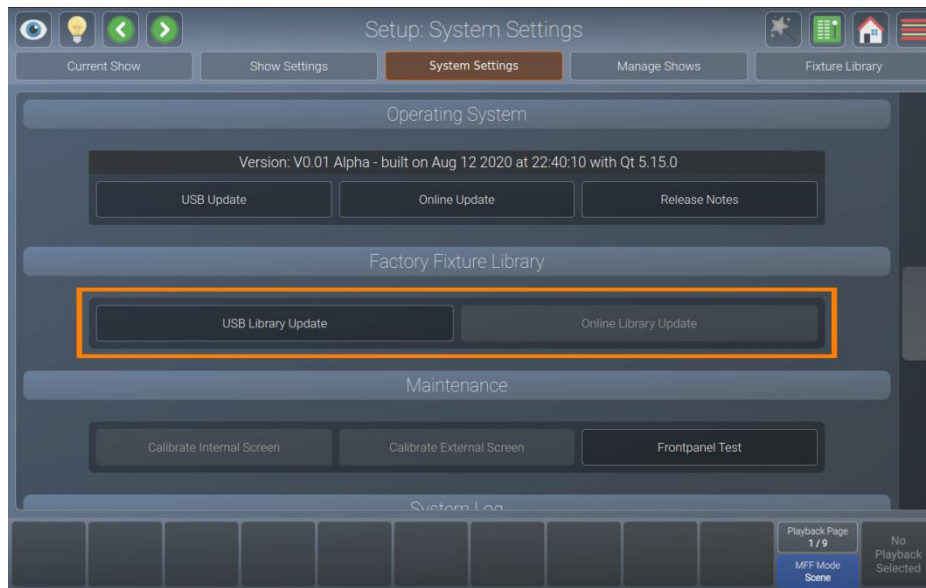 Setup: System Settings
Current Show
Show Settings
System Settings
Manage Shows
Fixture Library
Operating System
Version: V0.01 Alpha - built on Aug 12 2020 at 22:40:10 with Qt 5.15.0
USB Update
Online Update
Release Notes
Factory Fixture Library
USB Library Update
Online Library Update
Maintenance
Calibrate Internal Screen
Calibrate External Screen
Frontpanel Test
System Log
Playback Page
1 / 9
MFF Mode
Scene
No
Playback
Selected